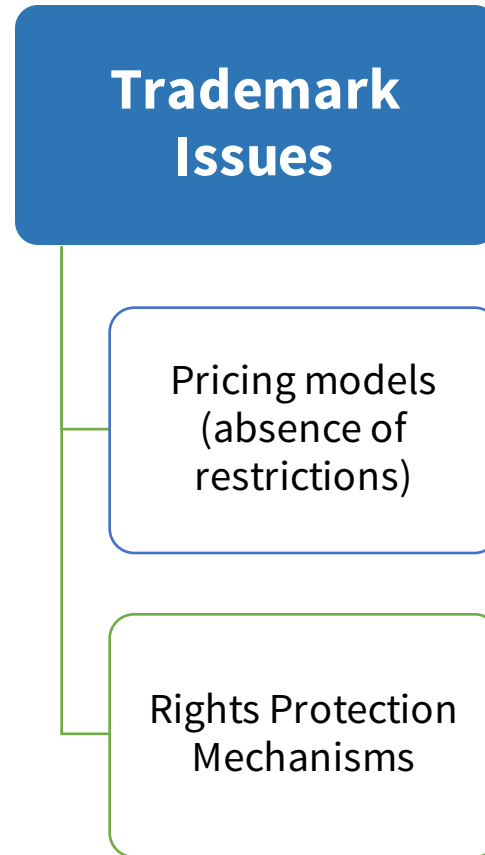 Trademark
Issues
Pricing models
(absence of
restrictions)
Rights Protection
Mechanisms